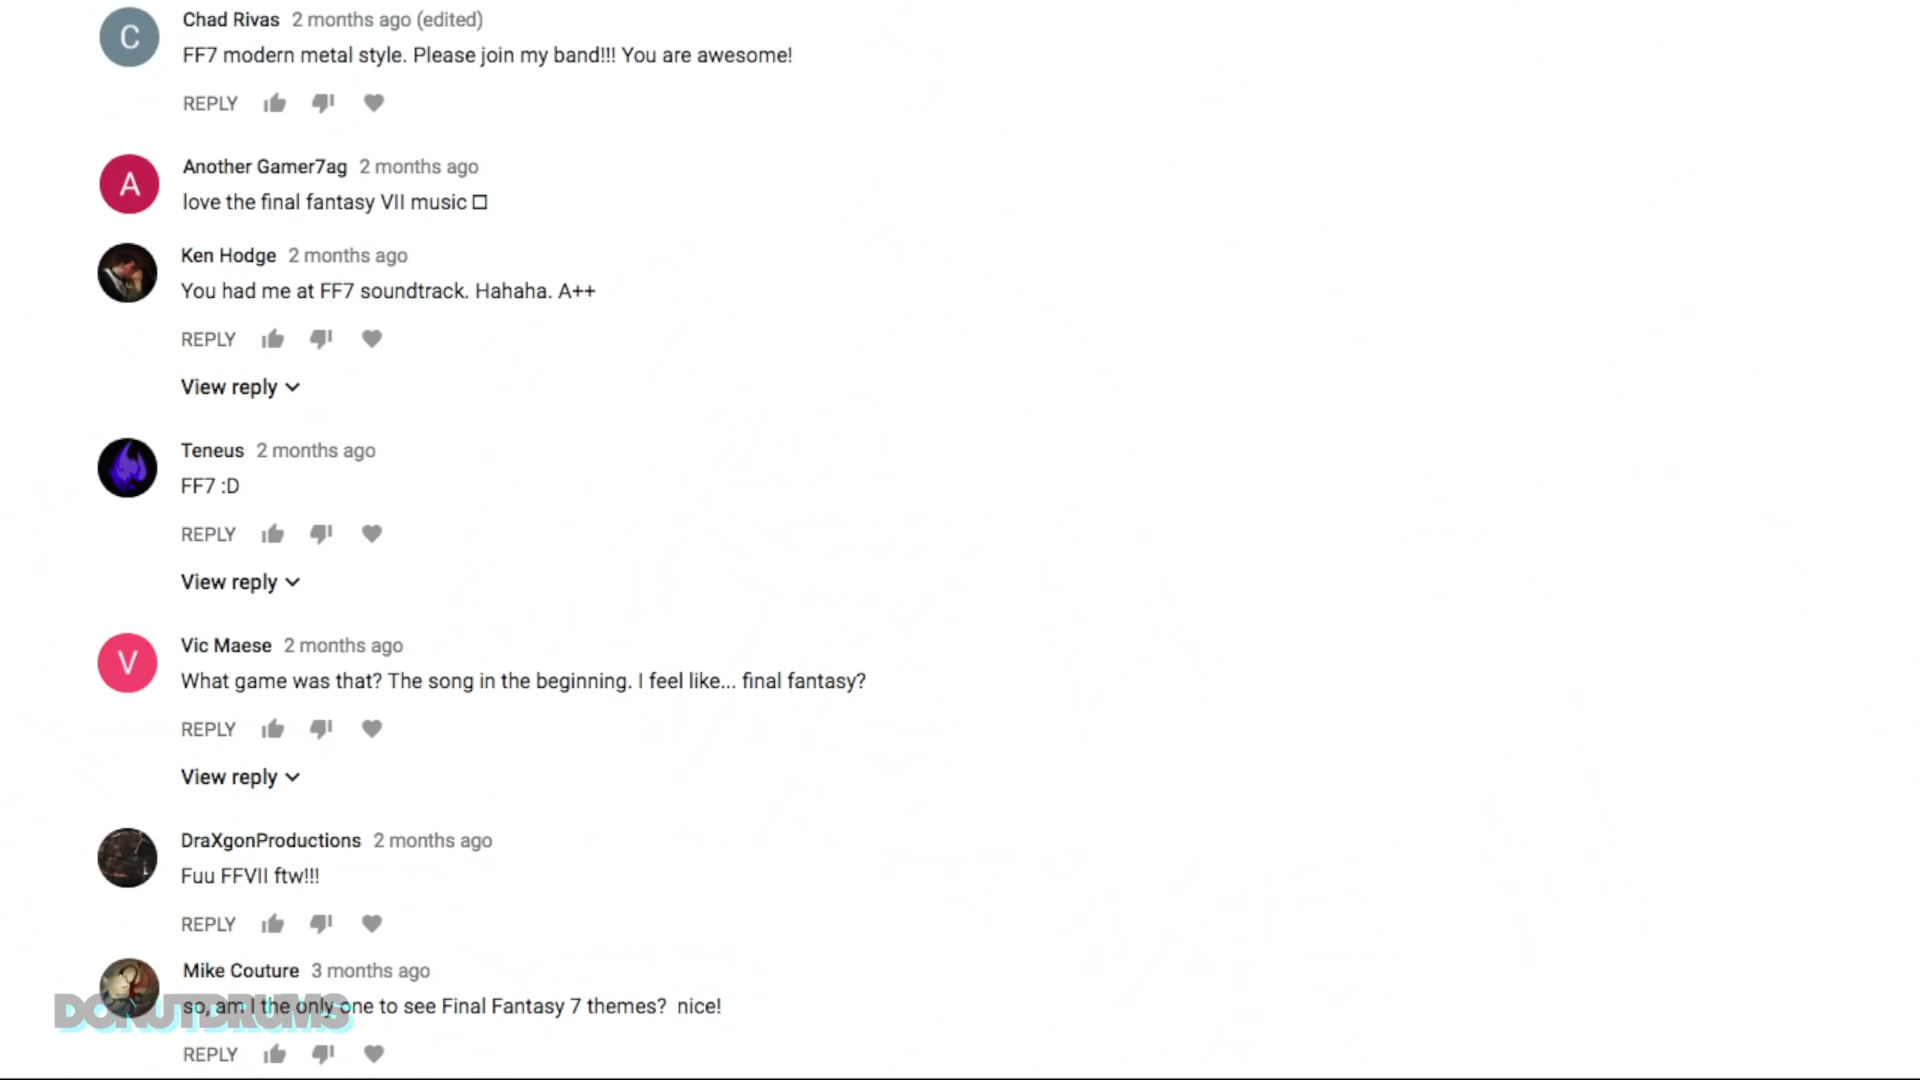 C
Chad Rivas 2 months ago (edited)
FF7 modern metal style. Please join my band!!! You are awesome!
REPLY
A
Another Gamer7ag 2 months ago
love the final fantasy VII music □
Ken Hodge 2 months ago
You had me at FF7 soundtrack. Hahaha. A++
REPLY
View reply
Teneus 2 months ago
FF7 :D
REPLY
View reply
V
Vic Maese 2 months ago
What game was that? The song in the beginning. I feel like... final fantasy?
REPLY
View reply
DraXgonProductions 2 months ago
Fuu FFVII ftw!!!
REPLY
Mike Couture 3 months ago
so, am I the only one to see Final Fantasy 7 themes?  nice!
DONUTDRUMS
REPLY